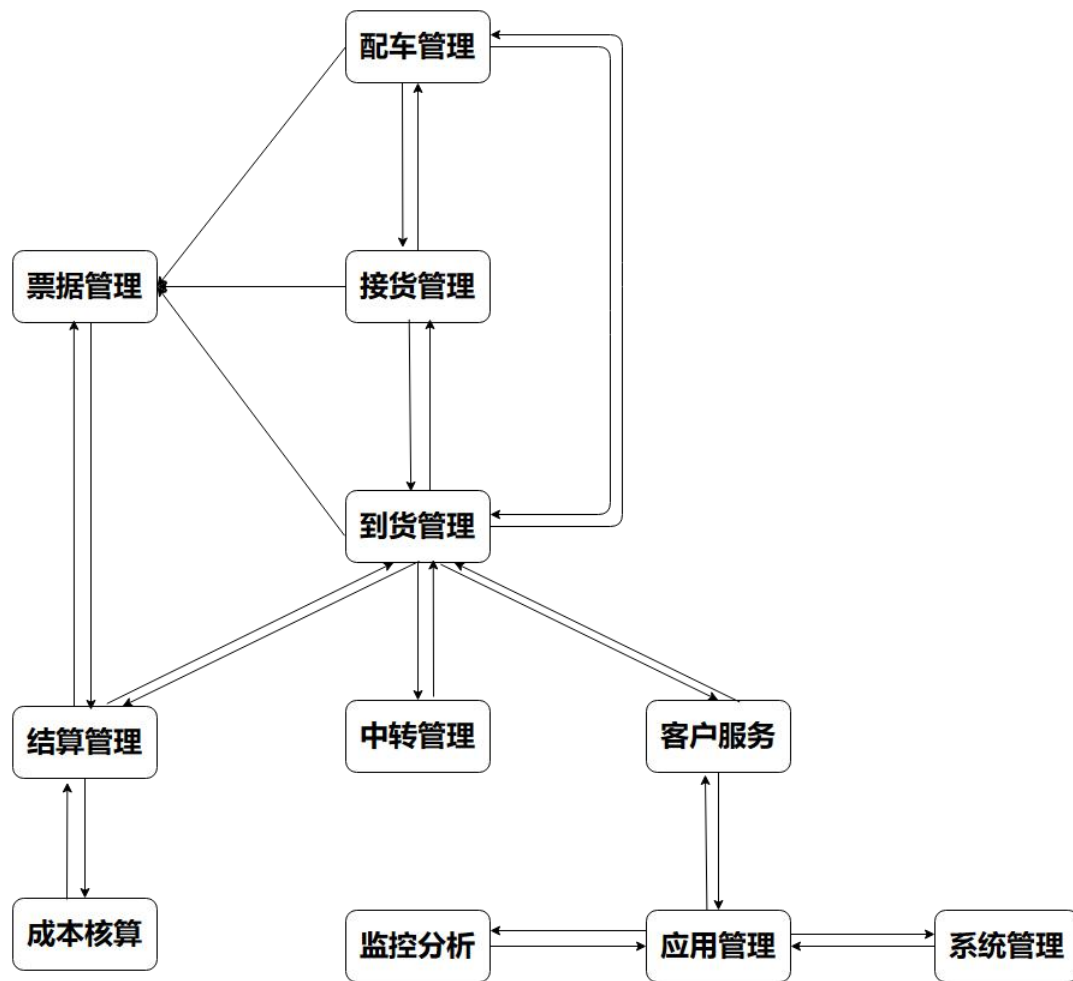 配车管理
票据管理
接货管理
到货管理
结算管理
中转管理
客户服务
成本核算
监控分析
应用管理
系统管理